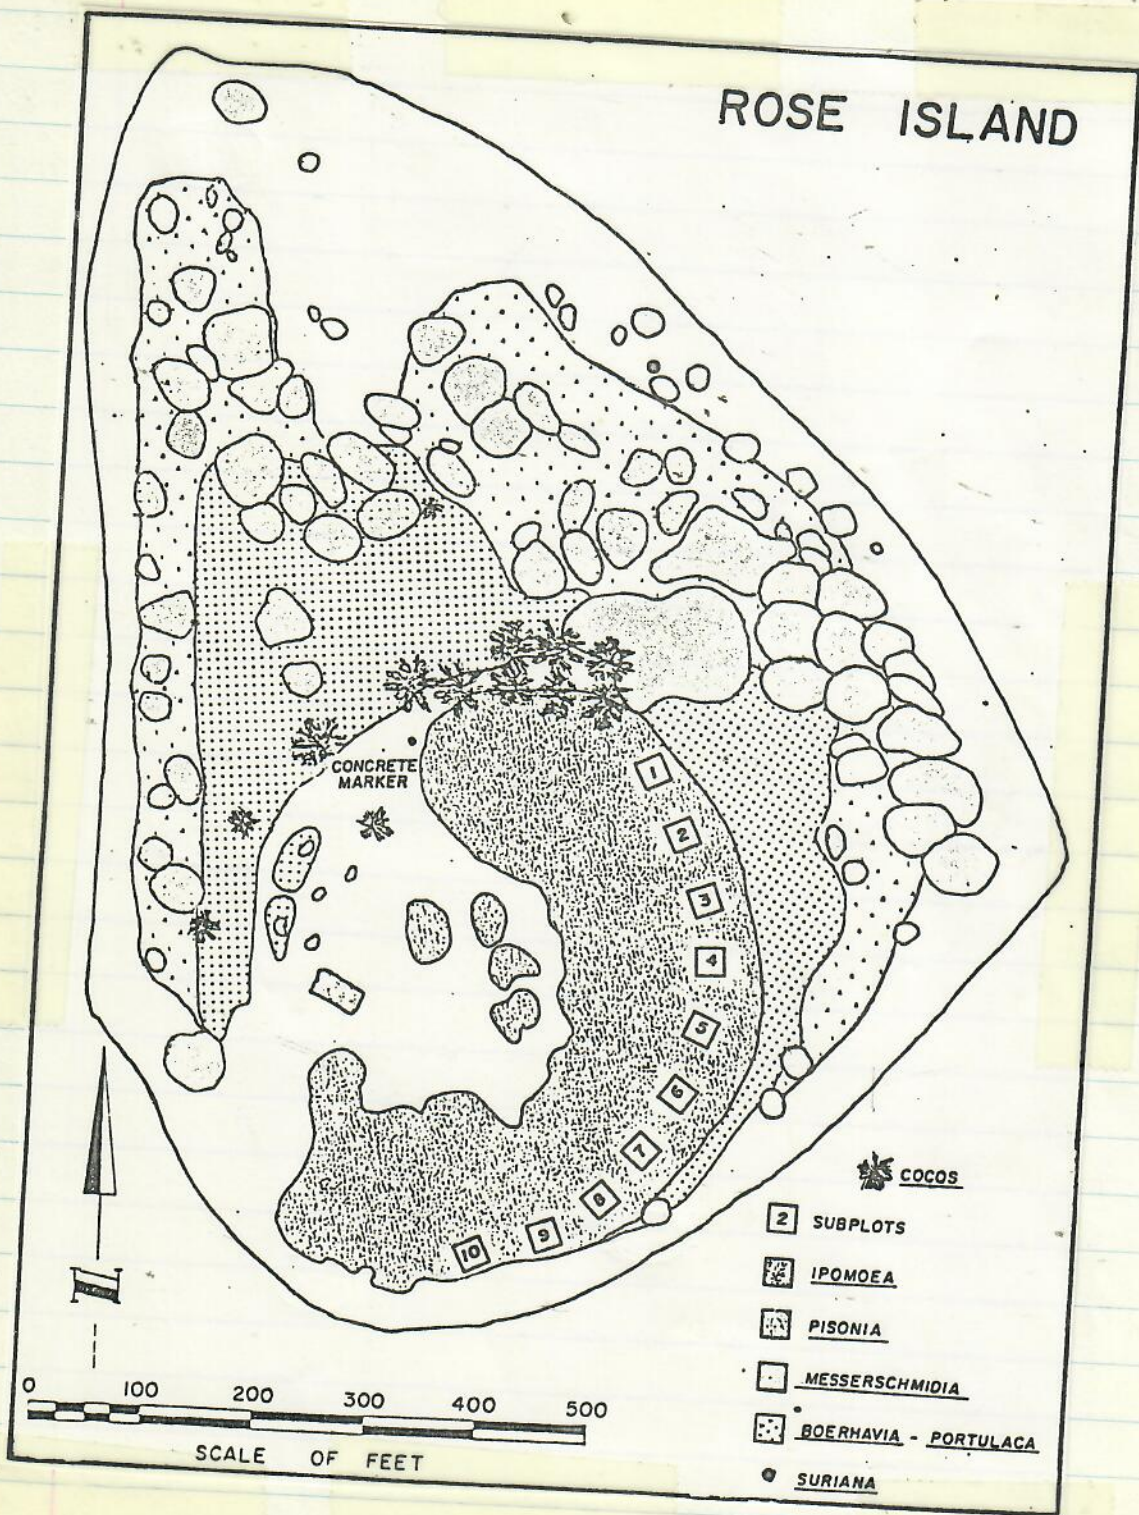 ROSE ISLAND
CONCRETE
MARKER
1
2
3
4
5
6
7
8
9
10
COCOS
2 SUBPLOTS
IPOMOEA
PISONIA
MESSERSCHMIDIA
BOERHAVIA - PORTULACA
SURIANA
N
0 100 200 300 400 500
SCALE OF FEET